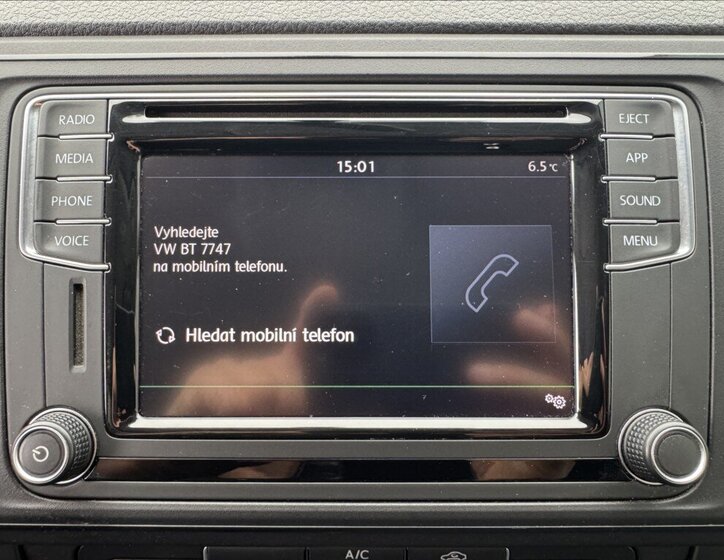 RADIO
MEDIA
PHONE
VOICE
15:01
6.5 °C
Vyhledejte
VW BT 7747
na mobilním telefonu.
Hledat mobilní telefon
EJECT
APP
SOUND
MENU
A/C